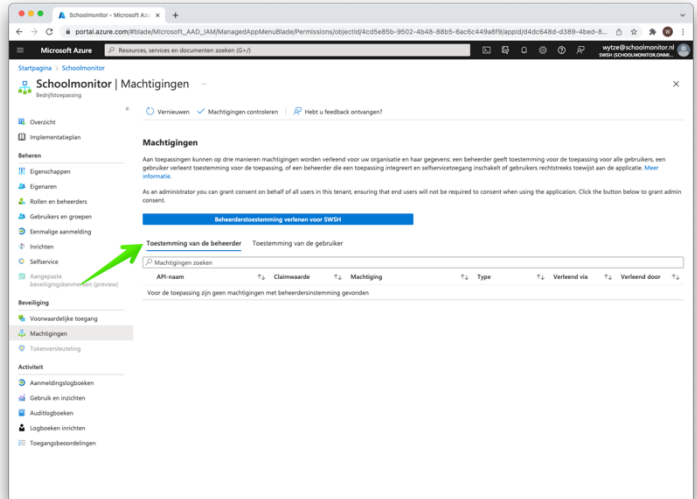 Schoolmonitor - Microsoft Azu
portal.azure.com/#blade/Microsoft_AAD_IAM/ManagedAppMenuBlade/Permissions/objectId/4cd5e85b-9502-4b48-88b5-6ac6c449a8f9/appId/d4dc648d-d389-4bed-8...
Microsoft Azure
Resources, services en documenten zoeken (G+/)
wytze@schoolmonitor.nl
SWSH (SCHOOLMONITOR.ONMI...
Startpagina > Schoolmonitor
Schoolmonitor | Machtigingen ...
Bedrijfstoepassing
Vernieuwen Machtigingen controleren Hebt u feedback ontvangen?
Overzicht
Implementatieplan
Beheren
Eigenschappen
Eigenaren
Rollen en beheerders
Gebruikers en groepen
Eenmalige aanmelding
Inrichten
Selfservice
Aangepaste
beveiligingskenmerken (preview)
Beveiliging
Voorwaardelijke toegang
Machtigingen
Tokenversleuteling
Activiteit
Aanmeldingslogboeken
Gebruik en inzichten
Auditlogboeken
Logboeken inrichten
Toegangsbeoordelingen
Machtigingen
Aan toepassingen kunnen op drie manieren machtigingen worden verleend voor uw organisatie en haar gegevens: een beheerder geeft toestemming voor de toepassing voor alle gebruikers, een
gebruiker verleent toestemming voor de toepassing, of een beheerder die een toepassing integreert en selfservicetoegang inschakelt of gebruikers rechtstreeks toewijst aan de applicatie. Meer
informatie.
As an administrator you can grant consent on behalf of all users in this tenant, ensuring that end users will not be required to consent when using the application. Click the button below to grant admin
consent.
Beheerderstoestemming verlenen voor SWSH
Toestemming van de beheerder Toestemming van de gebruiker
Machtigingen zoeken
API-naam Claimwaarde Machtiging Type Verleend via Verleend door
Voor de toepassing zijn geen machtigingen met beheerdersinstemming gevonden